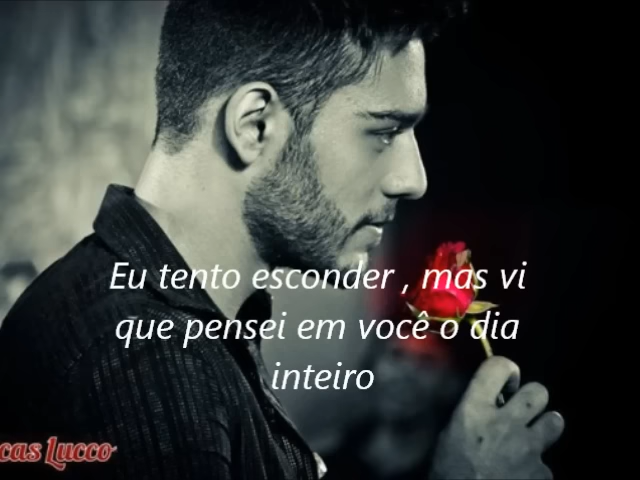 Eu tento esconder , mas vi
que pensei em você o dia
inteiro
cas Lucco